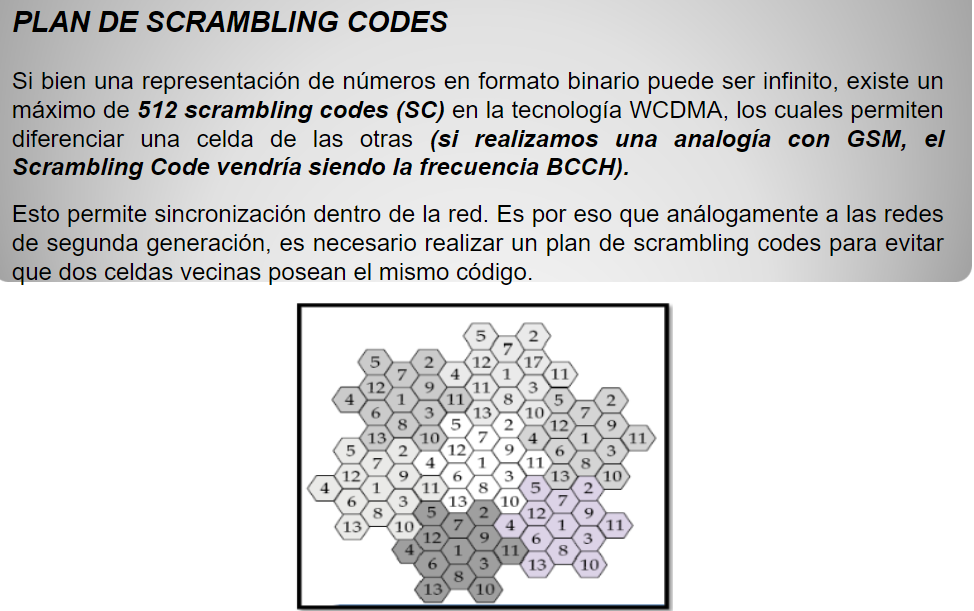 PLAN DE SCRAMBLING CODES
Si bien una representación de números en formato binario puede ser infinito, existe un
máximo de 512 scrambling codes (SC) en la tecnología WCDMA, los cuales permiten
diferenciar una celda de las otras (si realizamos una analogía con GSM, el
Scrambling Code vendría siendo la frecuencia BCCH).
Esto permite sincronización dentro de la red. Es por eso que análogamente a las redes
de segunda generación, es necesario realizar un plan de scrambling codes para evitar
que dos celdas vecinas posean el mismo código.
5 2
7
5 2 12 17
7 4 1 11
12 9 11 3
4 1 11 8 5 2
6 3 13 10 7
8 5 2 12 9
13 10 7 4 1 11
5 2 12 9 6 3
7 4 1 11 8
12 9 6 3 13 10
4 1 11 8 5 2
6 3 13 10 7
8 5 2 12 9
13 10 7 4 1 11
12 9 6 3
4 1 11 8
6 3 13 10
8
13 10